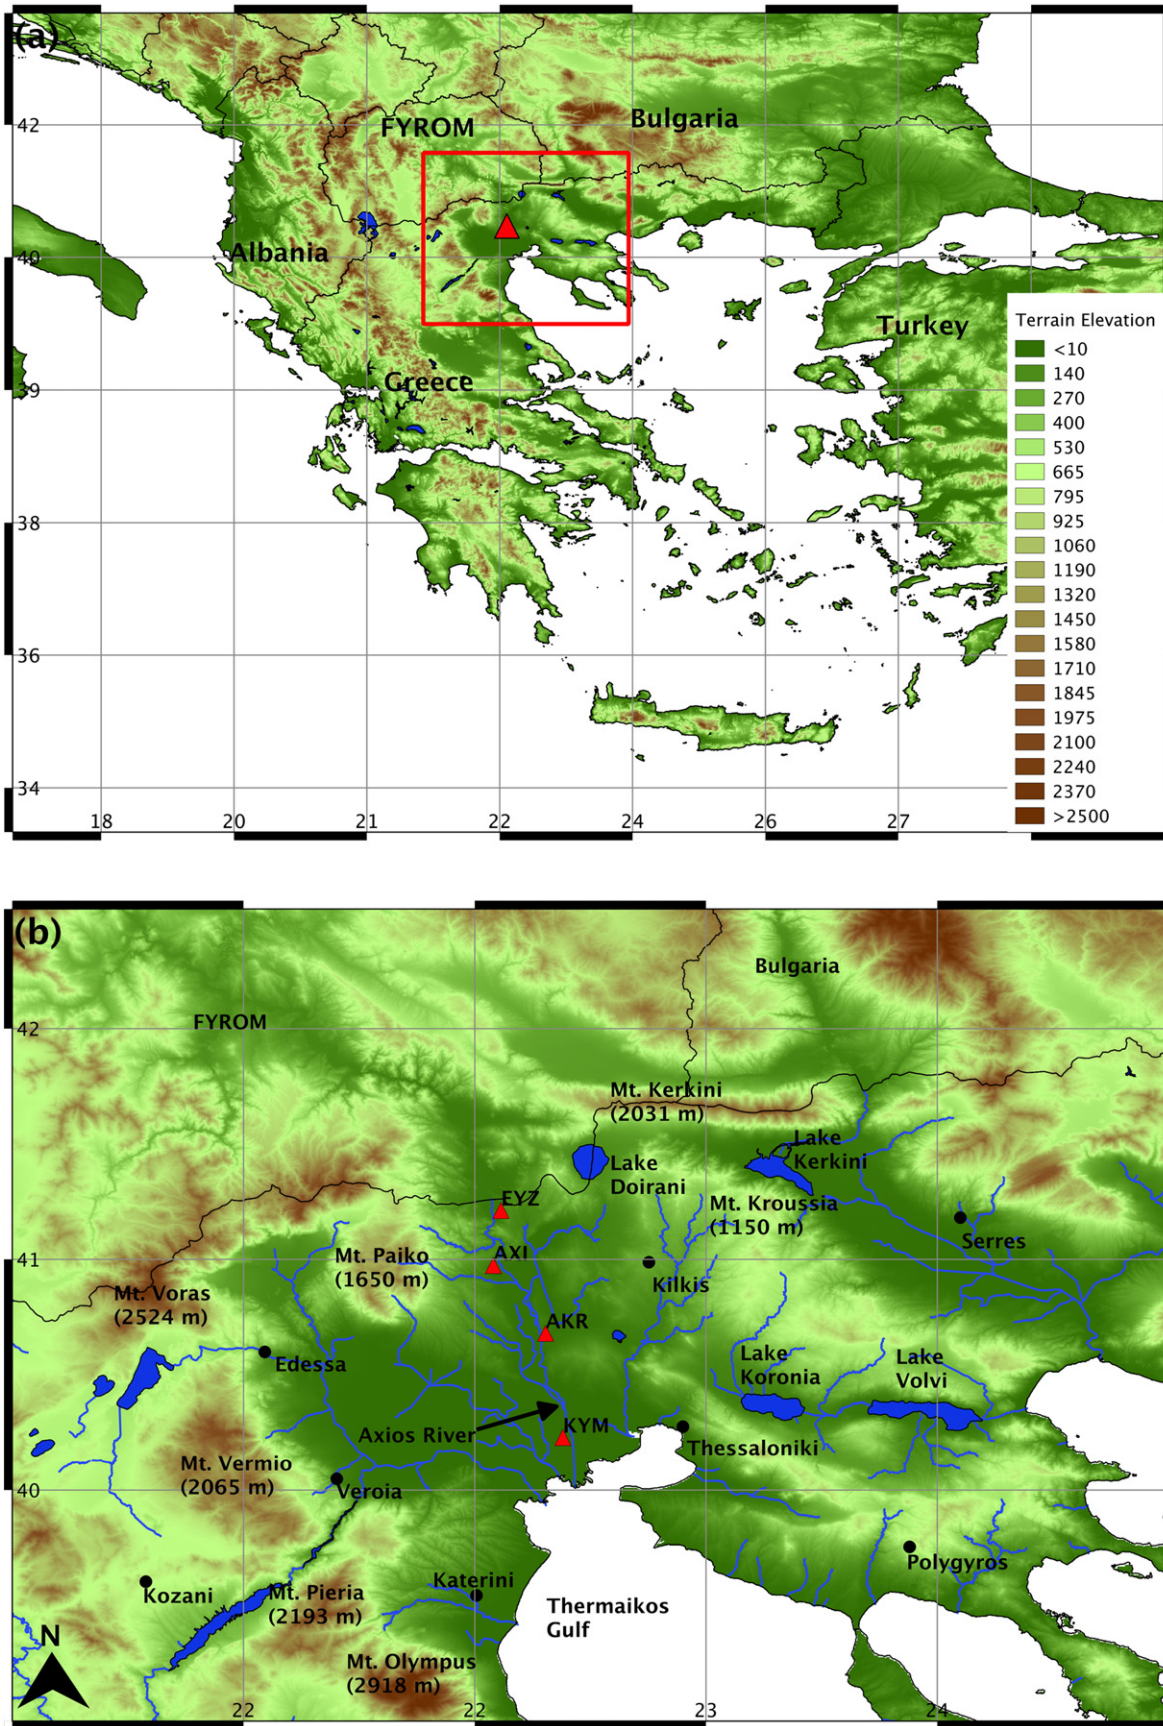 (a)
42
FYROM
Bulgaria
Albania
40
Turkey
Terrain Elevation
<10
140
270
400
530
665
795
925
1060
1190
1320
1450
1580
1710
1845
1975
2100
2240
2370
>2500
Greece
39
38
36
34
18
20
21
22
24
26
27
(b)
Bulgaria
FYROM
42
Mt. Kerkini
(2031 m)
Lake
Kerkini
Lake
Doirani
EYZ
Mt. Kroussia
(1150 m)
Serres
41
Mt. Paiko
(1650 m)
AXI
Kilkis
Mt. Voras
(2524 m)
AKR
Edessa
Lake
Koronia
Lake
Volvi
Axios River
KYM
Thessaloniki
Mt. Vermio
(2065 m)
Veroia
40
Polygyros
Kozani
Mt. Pieria
(2193 m)
Katerini
Thermaikos
Gulf
N
Mt. Olympus
(2918 m)
22
22
23
24